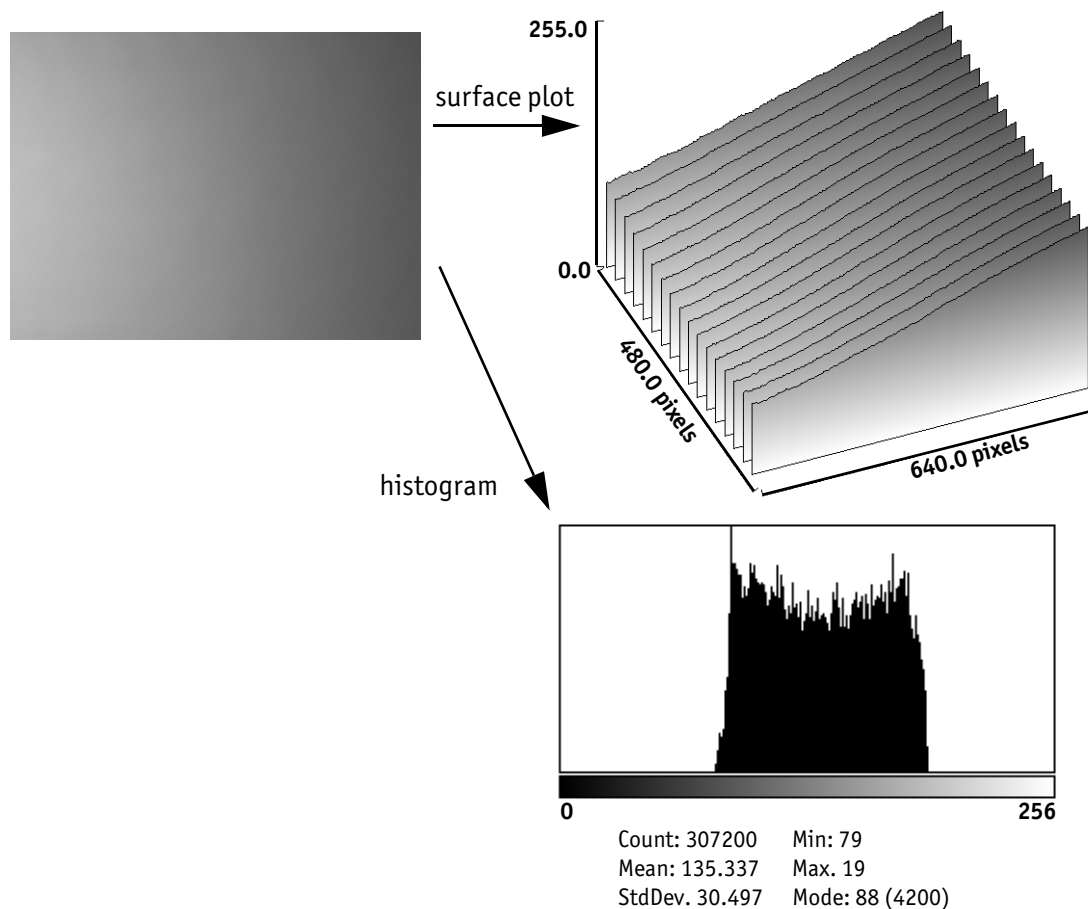 255.0
surface plot
0.0
480.0 pixels
640.0 pixels
histogram
0
256
Count: 307200 Min: 79
Mean: 135.337 Max. 19
StdDev. 30.497 Mode: 88 (4200)